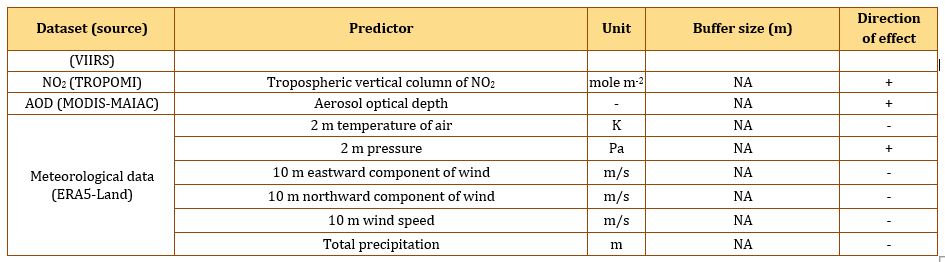 Dataset (source) Predictor Unit Buffer size (m) Direction of effect
(VIIRS)
NO₂ (TROPOMI) Tropospheric vertical column of NO₂ mole m⁻² NA +
AOD (MODIS-MAIAC) Aerosol optical depth - NA +
Meteorological data (ERA5-Land) 2 m temperature of air K NA -
2 m pressure Pa NA +
10 m eastward component of wind m/s NA -
10 m northward component of wind m/s NA -
10 m wind speed m/s NA -
Total precipitation m NA -